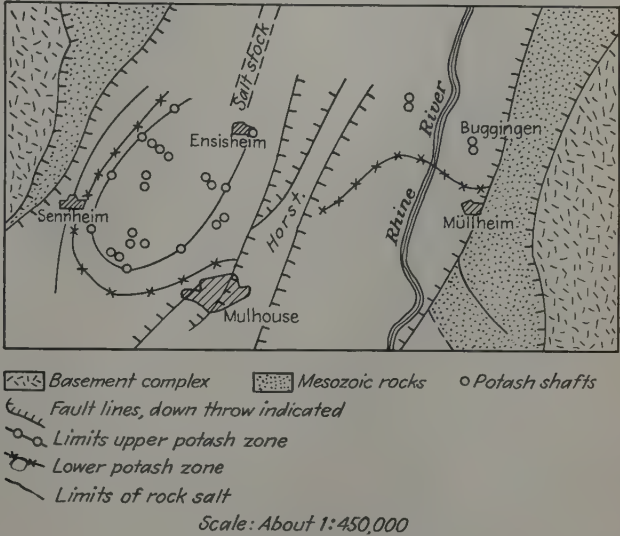 Salt stock
River
Buggingen
Ensisheim
Sennheim
Horst
Rhine
Müllheim
Mulhouse
Basement complex
Mesozoic rocks
Potash shafts
Fault lines, down throw indicated
Limits upper potash zone
Lower potash zone
Limits of rock salt
Scale: About 1:450,000